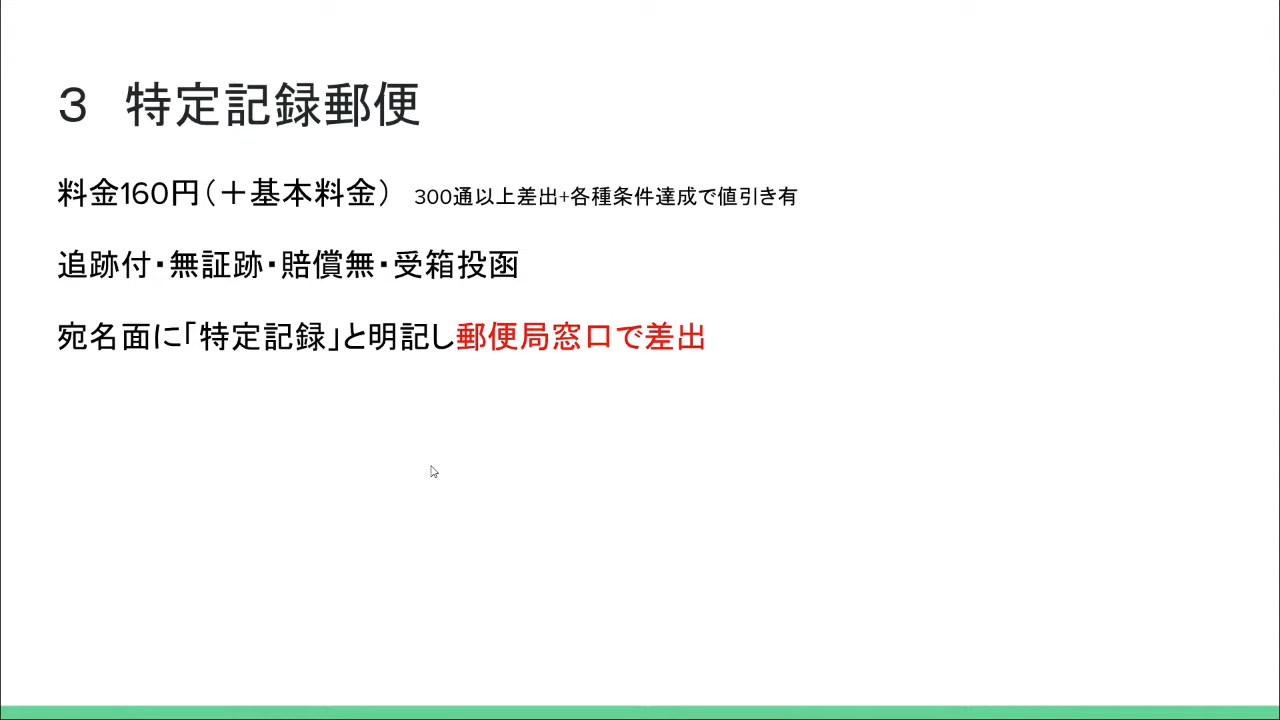 ３　特定記録郵便
料金160円（＋基本料金）　300通以上差出+各種条件達成で値引き有
追跡付・無証跡・賠償無・受箱投函
宛名面に「特定記録」と明記し郵便局窓口で差出